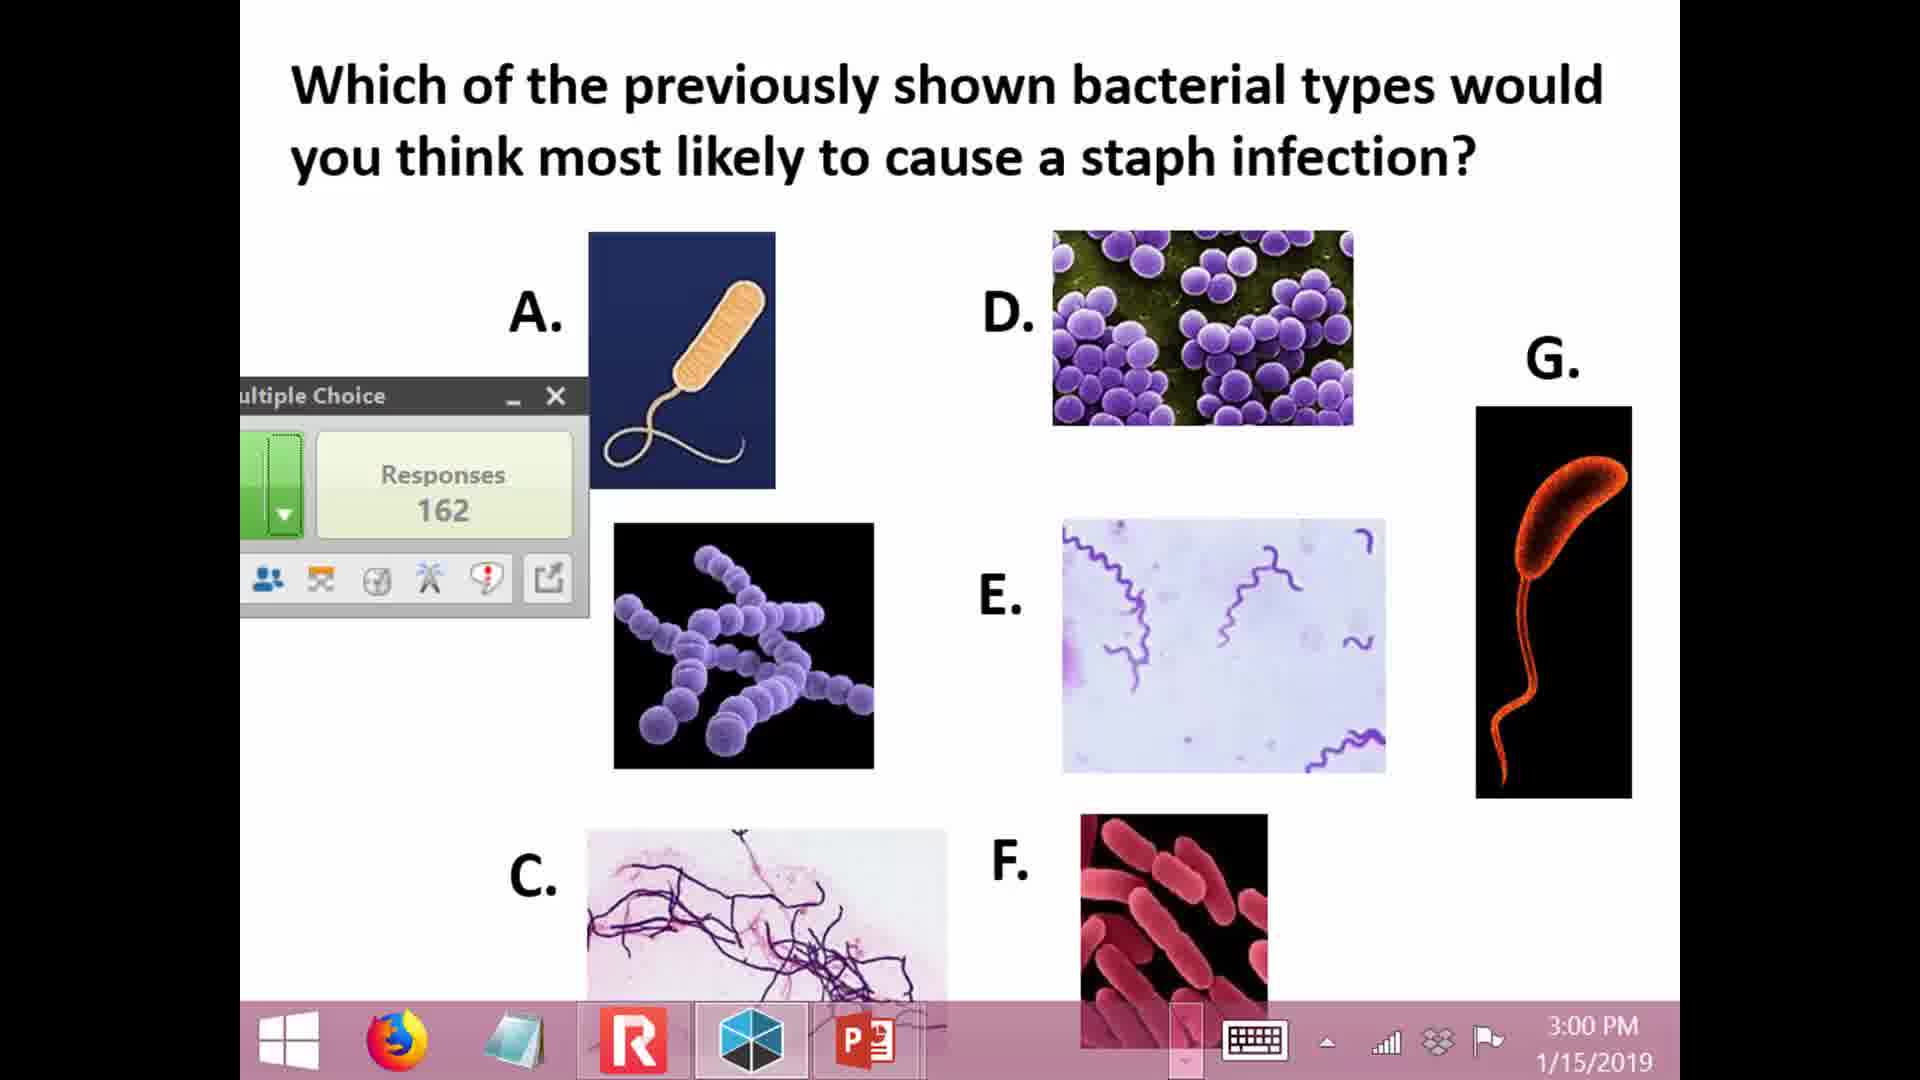 Which of the previously shown bacterial types would
you think most likely to cause a staph infection?
A.
D.
G.
ultiple Choice
Responses
162
E.
C.
F.
R
P
3:00 PM
1/15/2019